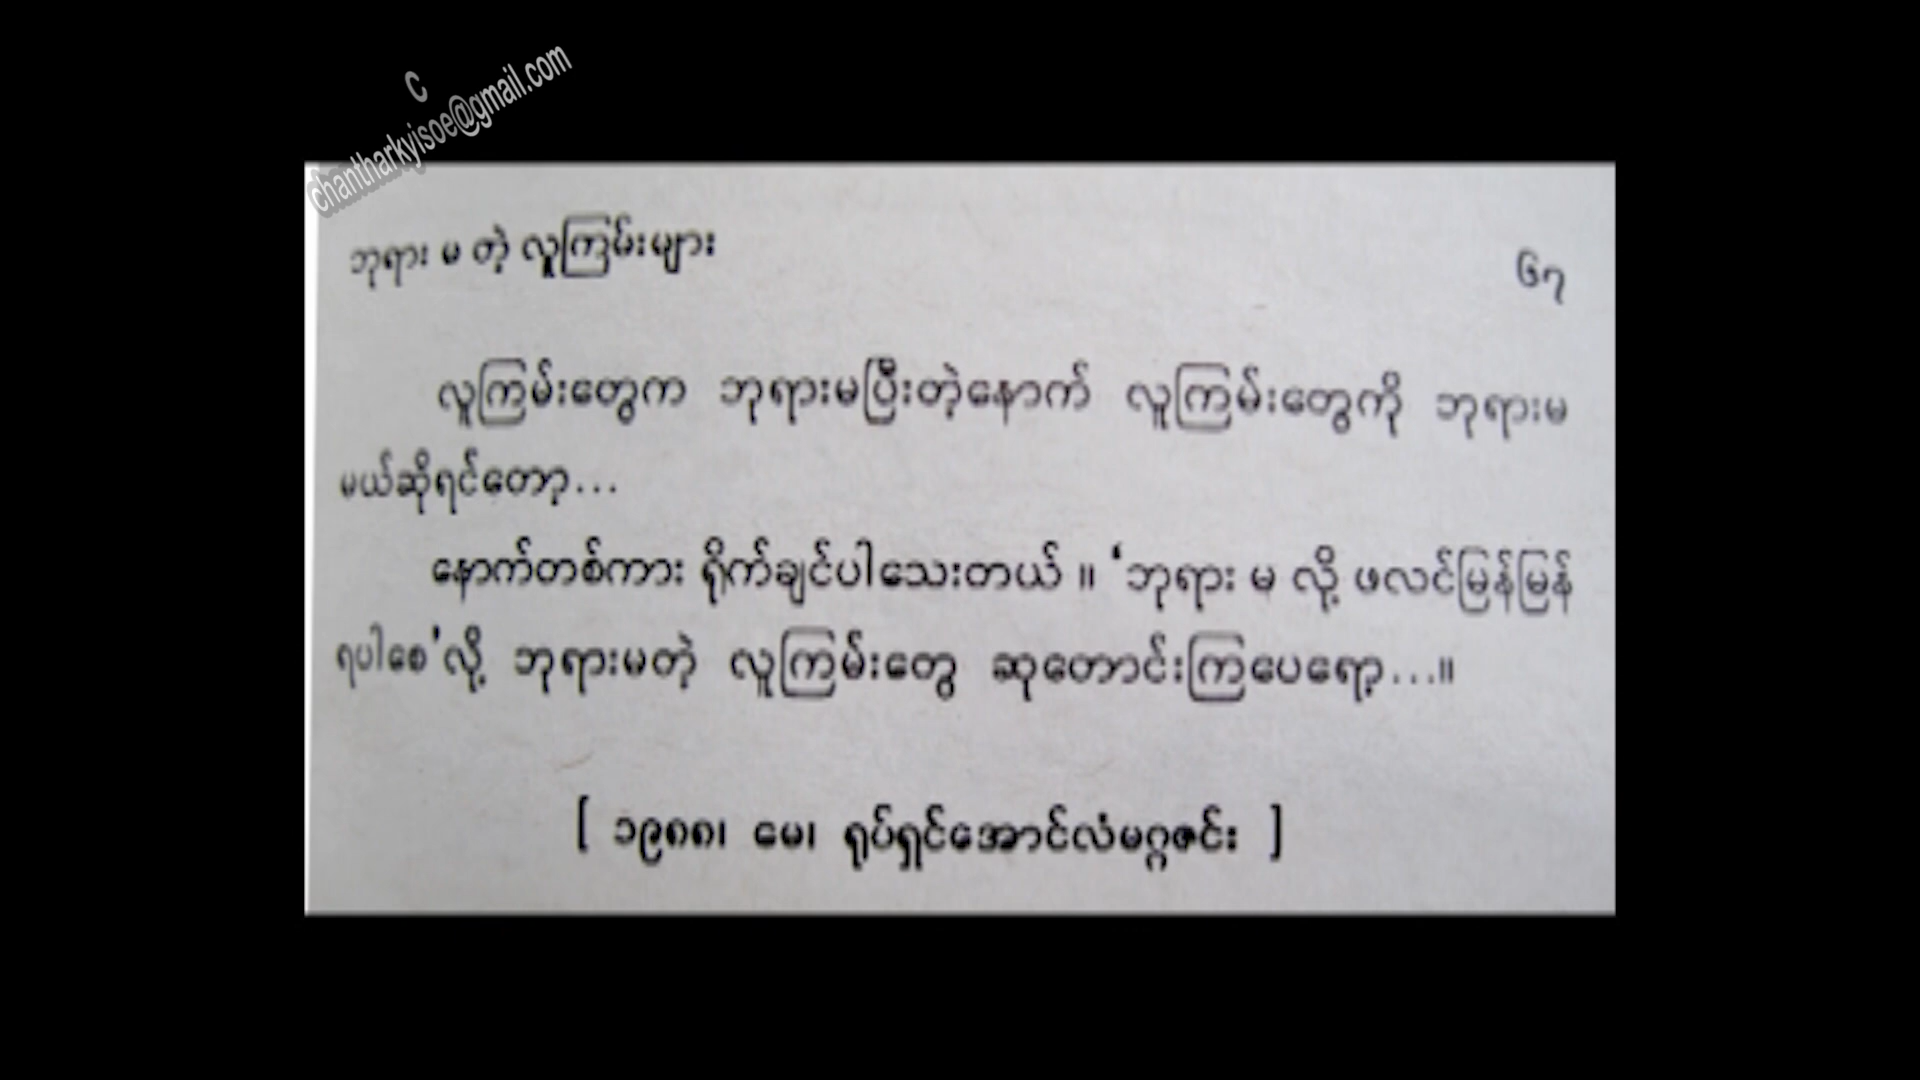 c
chantharkyisoe@gmail.com
ဘုရား မ တဲ့ လူကြမ်းများ
၆၇
လူကြမ်းတွေက ဘုရားမပြီးတဲ့နောက် လူကြမ်းတွေကို ဘုရားမ
မယ်ဆိုရင်တော့...
နောက်တစ်ကား ရိုက်ချင်ပါသေးတယ် ။ ‘ဘုရား မ လို့ ဖလင်မြန်မြန်
ရပါစေ’လို့ ဘုရားမတဲ့ လူကြမ်းတွေ ဆုတောင်းကြပေရော့...။
[ ၁၉၈၈၊ မေ၊ ရုပ်ရှင်အောင်လံမဂ္ဂဇင်း ]